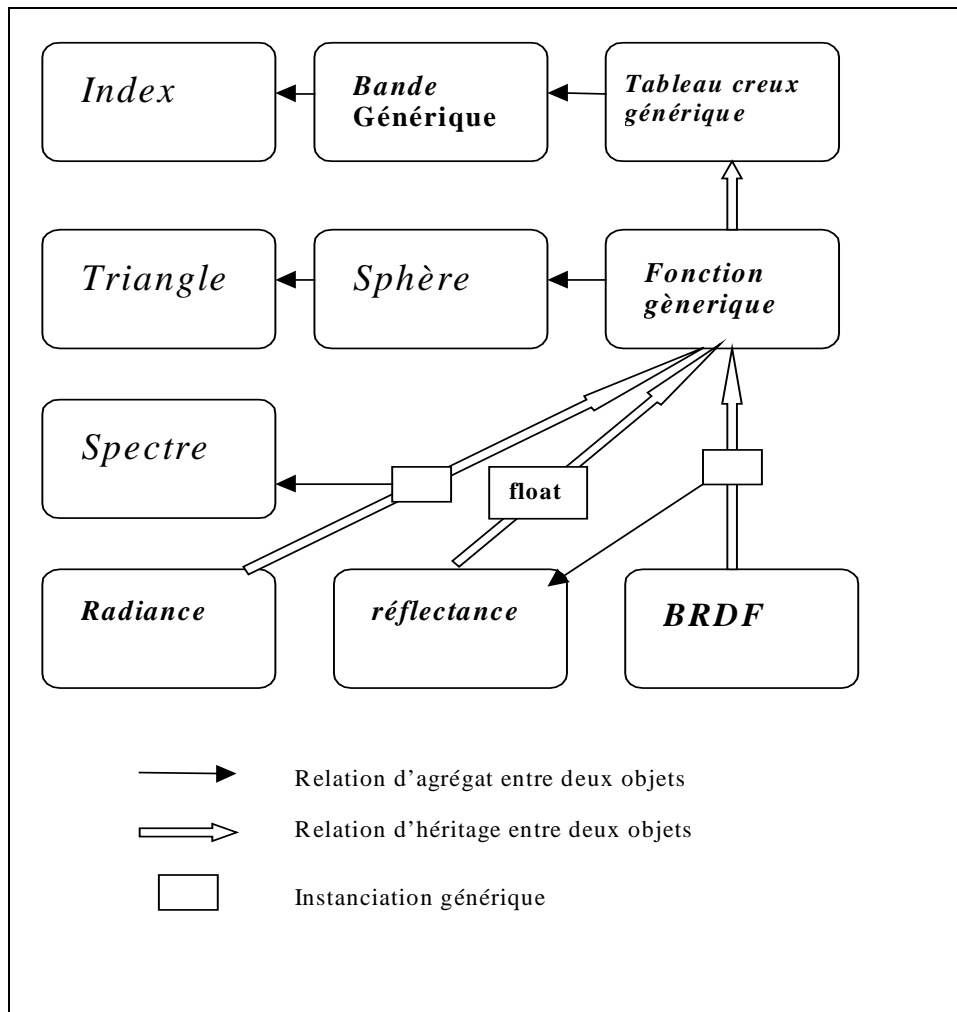 Index
Bande
Générique
Tableau creux
générique
Triangle
Sphère
Fonction
gènerique
Spectre
float
Radiance
réflectance
BRDF
Relation d’agrégat entre deux objets
Relation d’héritage entre deux objets
Instanciation générique